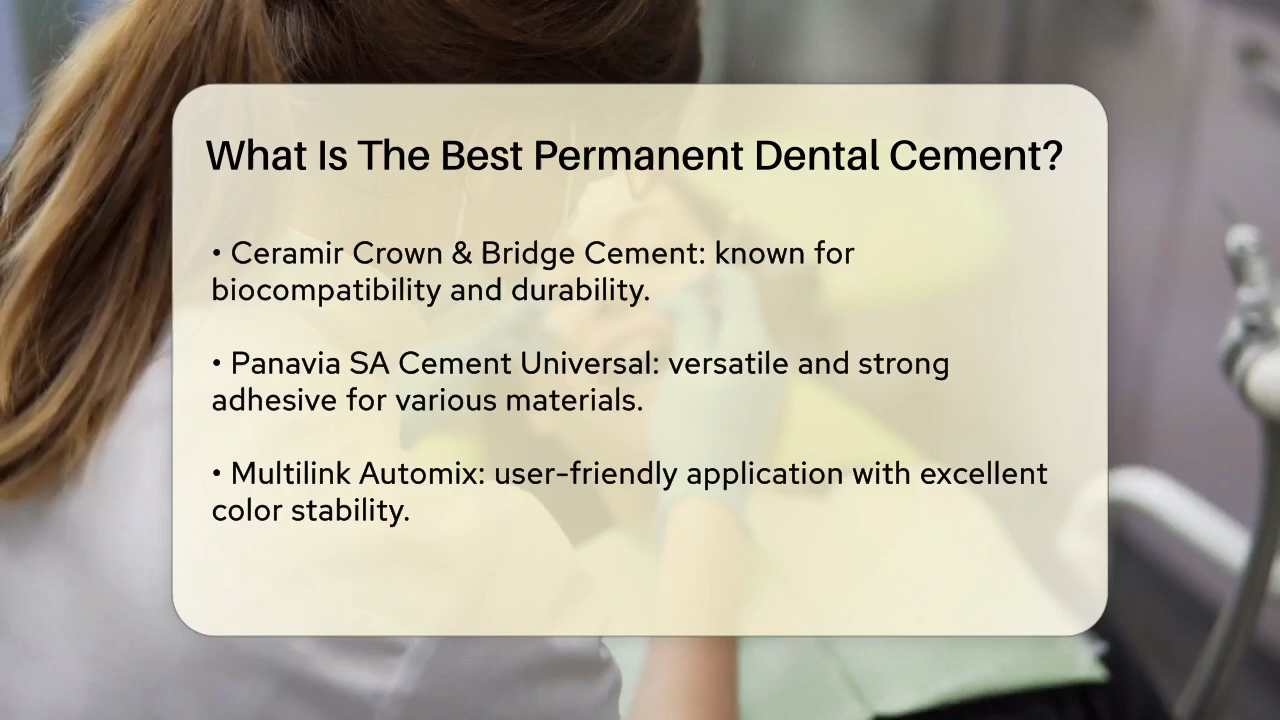 What Is The Best Permanent Dental Cement?
• Ceramir Crown & Bridge Cement: known for
biocompatibility and durability.
• Panavia SA Cement Universal: versatile and strong
adhesive for various materials.
• Multilink Automix: user-friendly application with excellent
color stability.